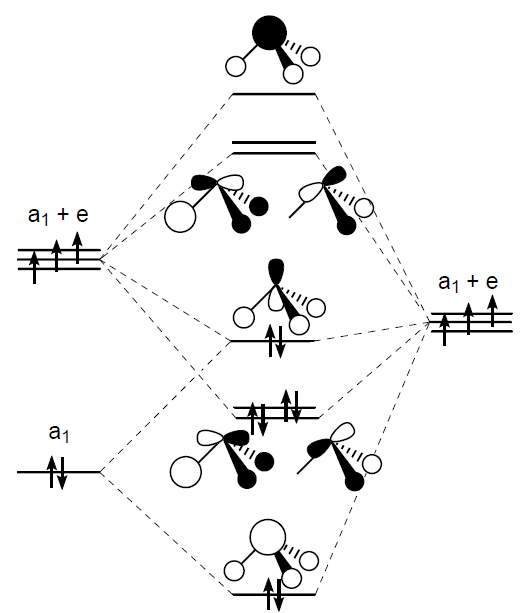 a₁ + e
a₁ + e
a₁